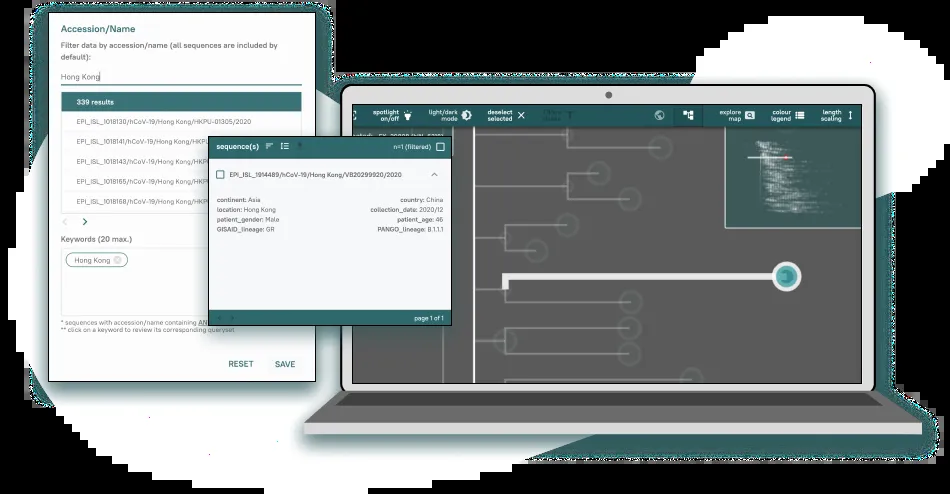 Accession/Name
Filter data by accession/name (all sequences are included by
default):
Hong Kong
339 results
EPI_ISL_1018130/hCoV-19/Hong Kong/HKPU-01305/2020
EPI_ISL_1018141/hCoV-19/Hong Kong/HKPU
EPI_ISL_1018143/hCoV-19/Hong Kong/HKPU
EPI_ISL_1018165/hCoV-19/Hong Kong/HKPU
EPI_ISL_1018168/hCoV-19/Hong Kong/HKPU
Keywords (20 max.)
Hong Kong
* sequences with accession/name containing
** click on a keyword to review its corresponding queryset
RESET SAVE
sequence(s) n=1 (filtered)
EPI_ISL_1914489/hCoV-19/Hong Kong/VB20299920/2020
continent: Asia country: China
location: Hong Kong collection_date: 2020/12
patient_gender: Male patient_age: 46
GISAID_lineage: GR PANGO_lineage: B.1.1.1
page 1 of 1
spotlight on/off
light/dark mode
deselect selected
explore map
colour legend
length scaling